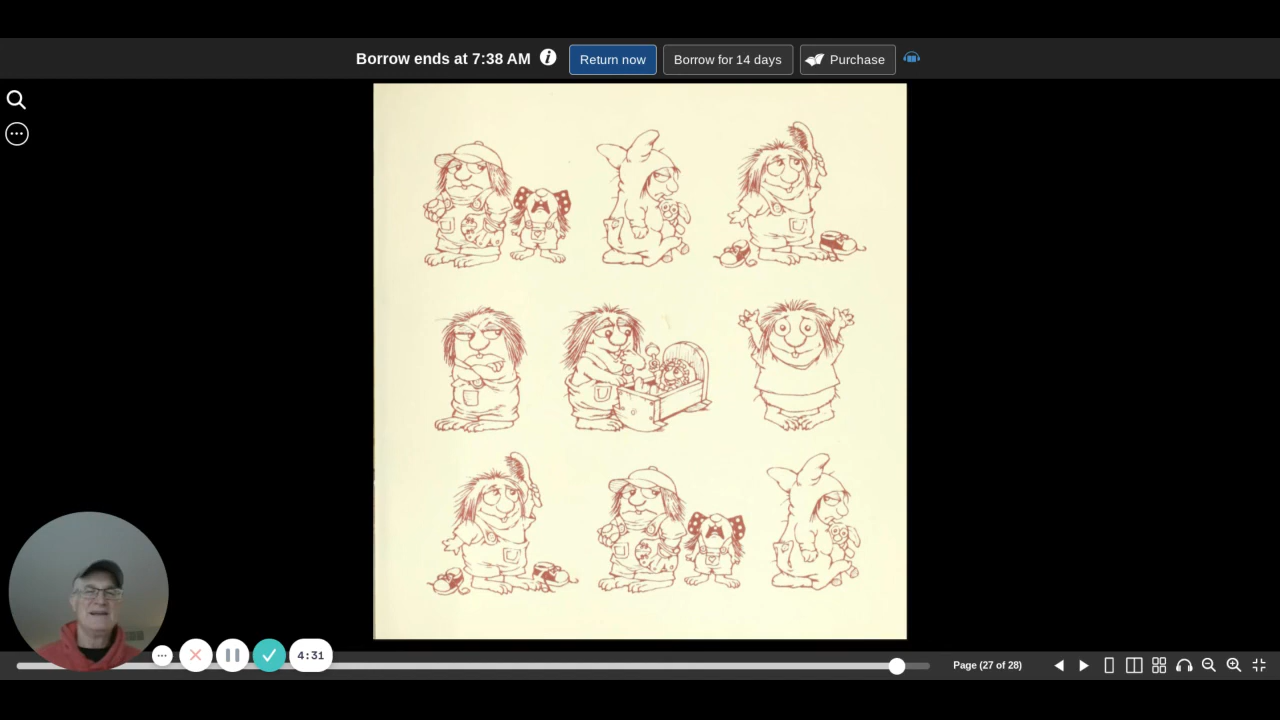 Borrow ends at 7:38 AM
Return now
Borrow for 14 days
Purchase
4:31
Page (27 of 28)